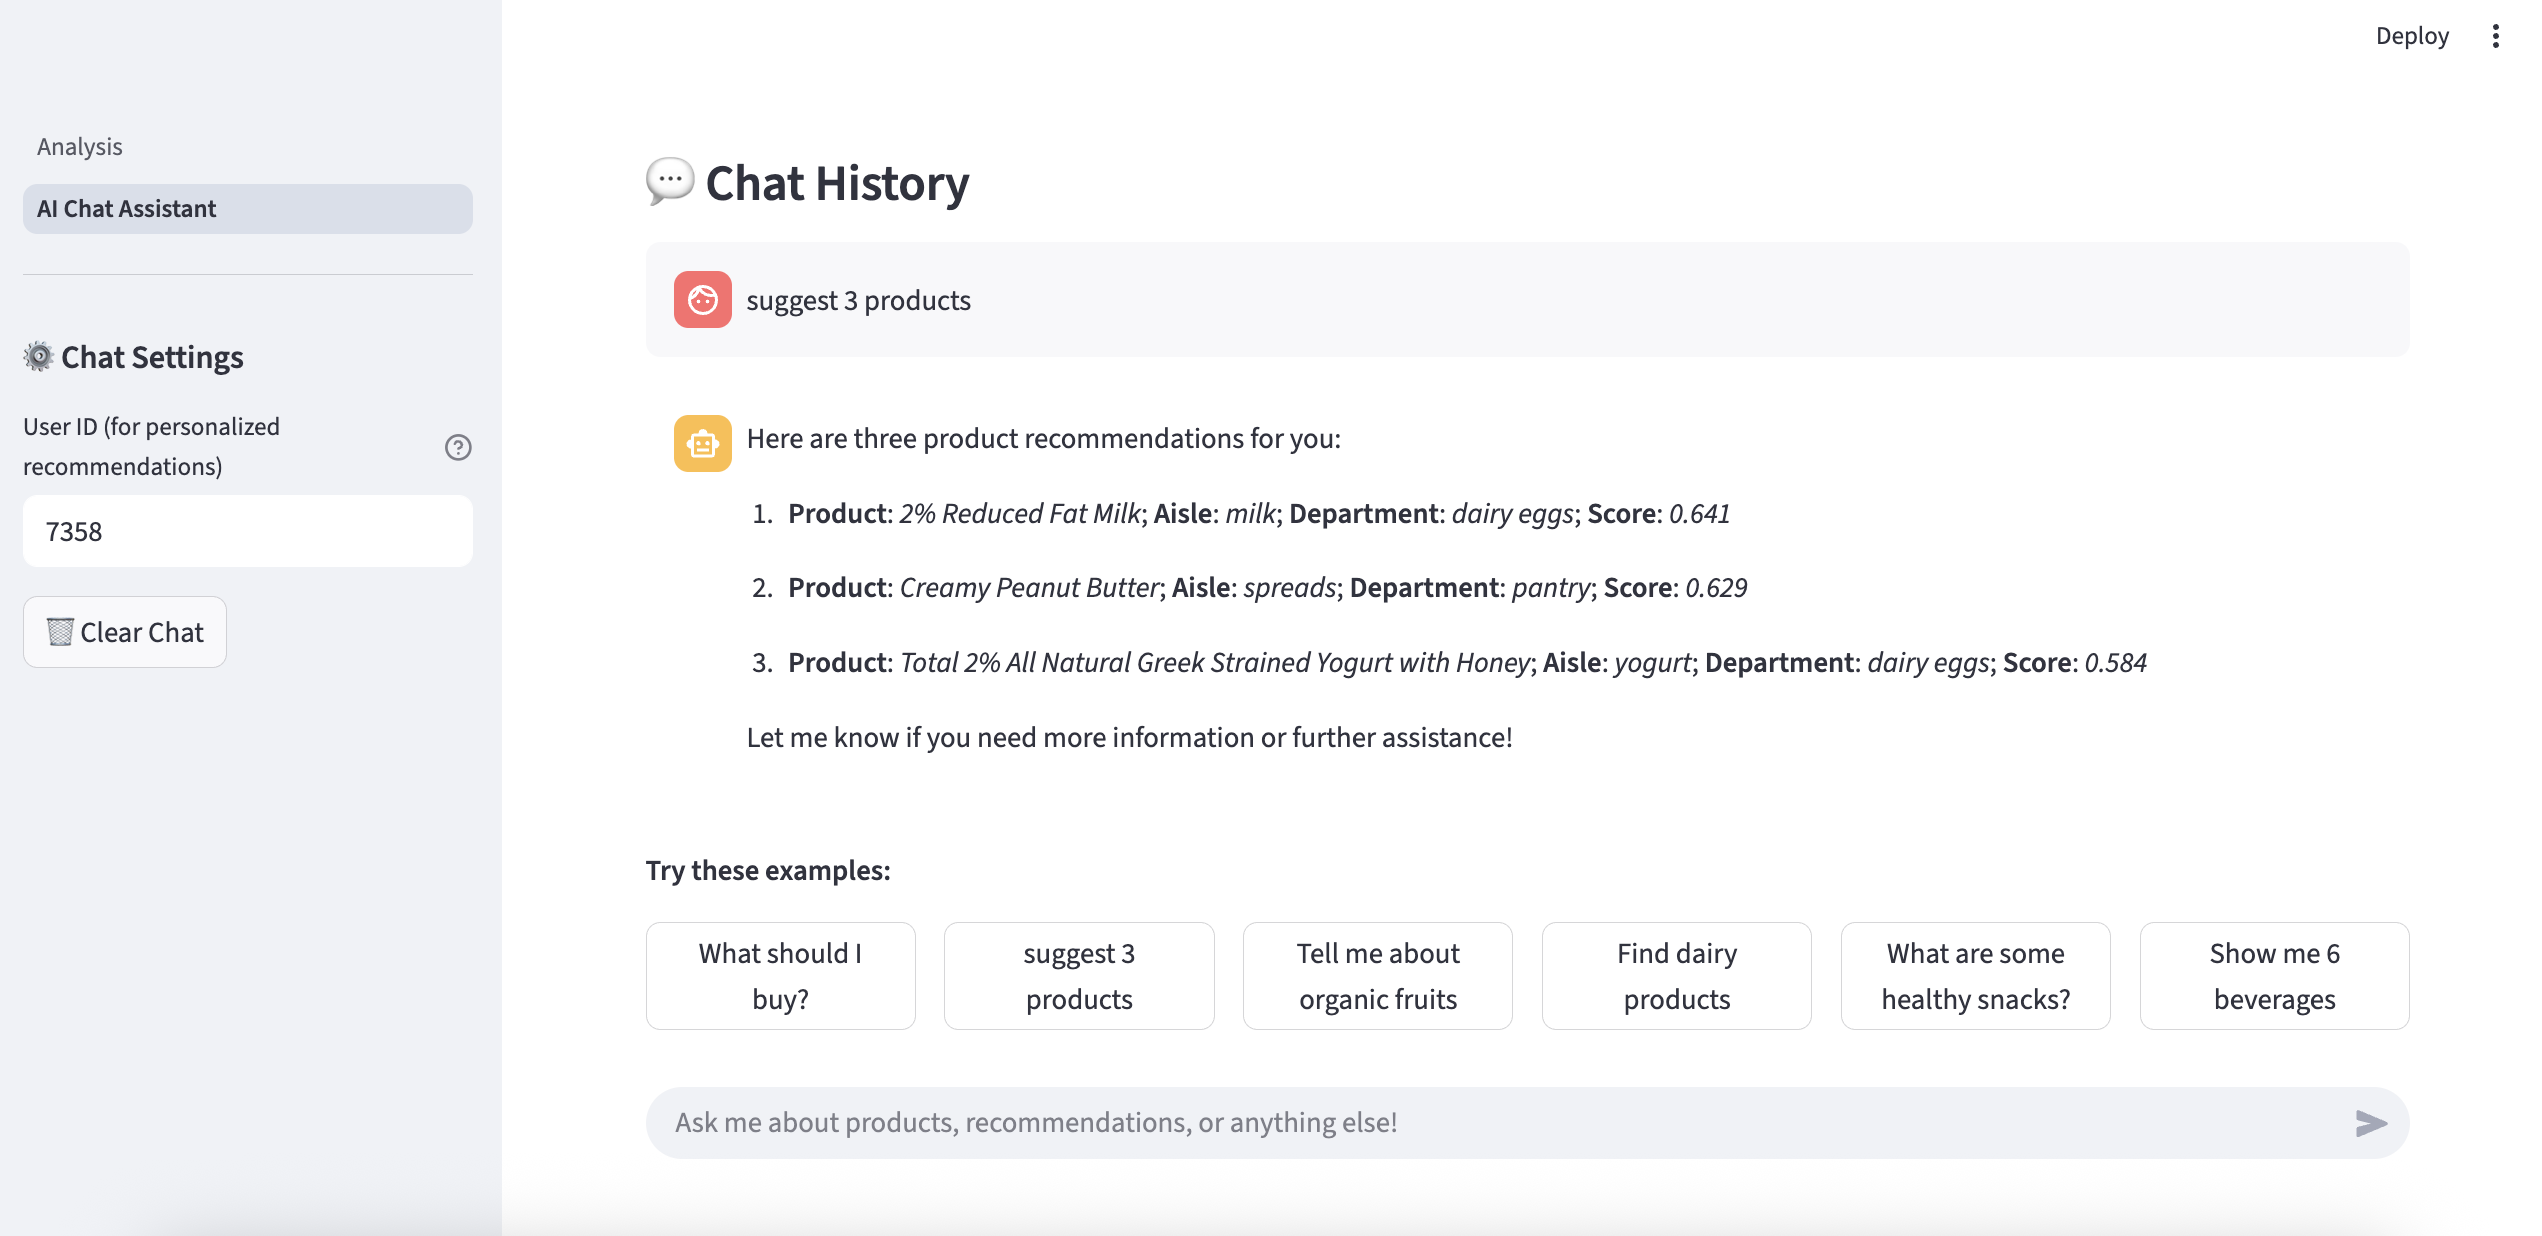 Deploy
Analysis
AI Chat Assistant
Chat Settings
User ID (for personalized
recommendations)
7358
Clear Chat
Chat History
suggest 3 products
Here are three product recommendations for you:
1. Product: 2% Reduced Fat Milk; Aisle: milk; Department: dairy eggs; Score: 0.641
2. Product: Creamy Peanut Butter; Aisle: spreads; Department: pantry; Score: 0.629
3. Product: Total 2% All Natural Greek Strained Yogurt with Honey; Aisle: yogurt; Department: dairy eggs; Score: 0.584
Let me know if you need more information or further assistance!
Try these examples:
What should I
buy?
suggest 3
products
Tell me about
organic fruits
Find dairy
products
What are some
healthy snacks?
Show me 6
beverages
Ask me about products, recommendations, or anything else!